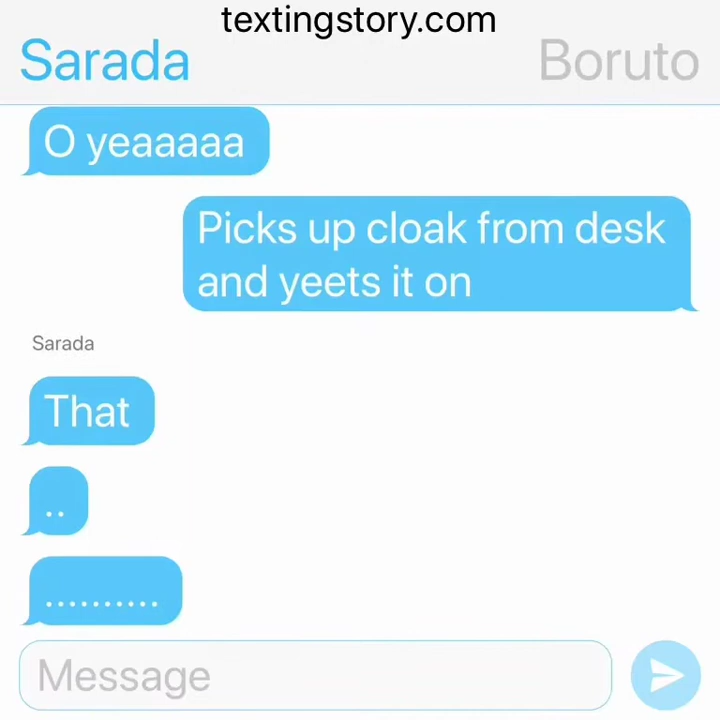 textingstory.com
Sarada Boruto
O yeaaaaa
Picks up cloak from desk
and yeets it on
Sarada
That
..
..........
Message